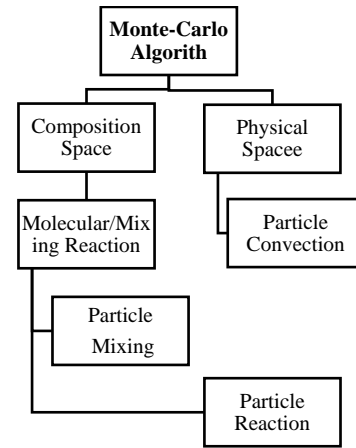 Monte-Carlo
Algorith
Composition
Space
Physical
Spacee
Molecular/Mix
ing Reaction
Particle
Convection
Particle
Mixing
Particle
Reaction